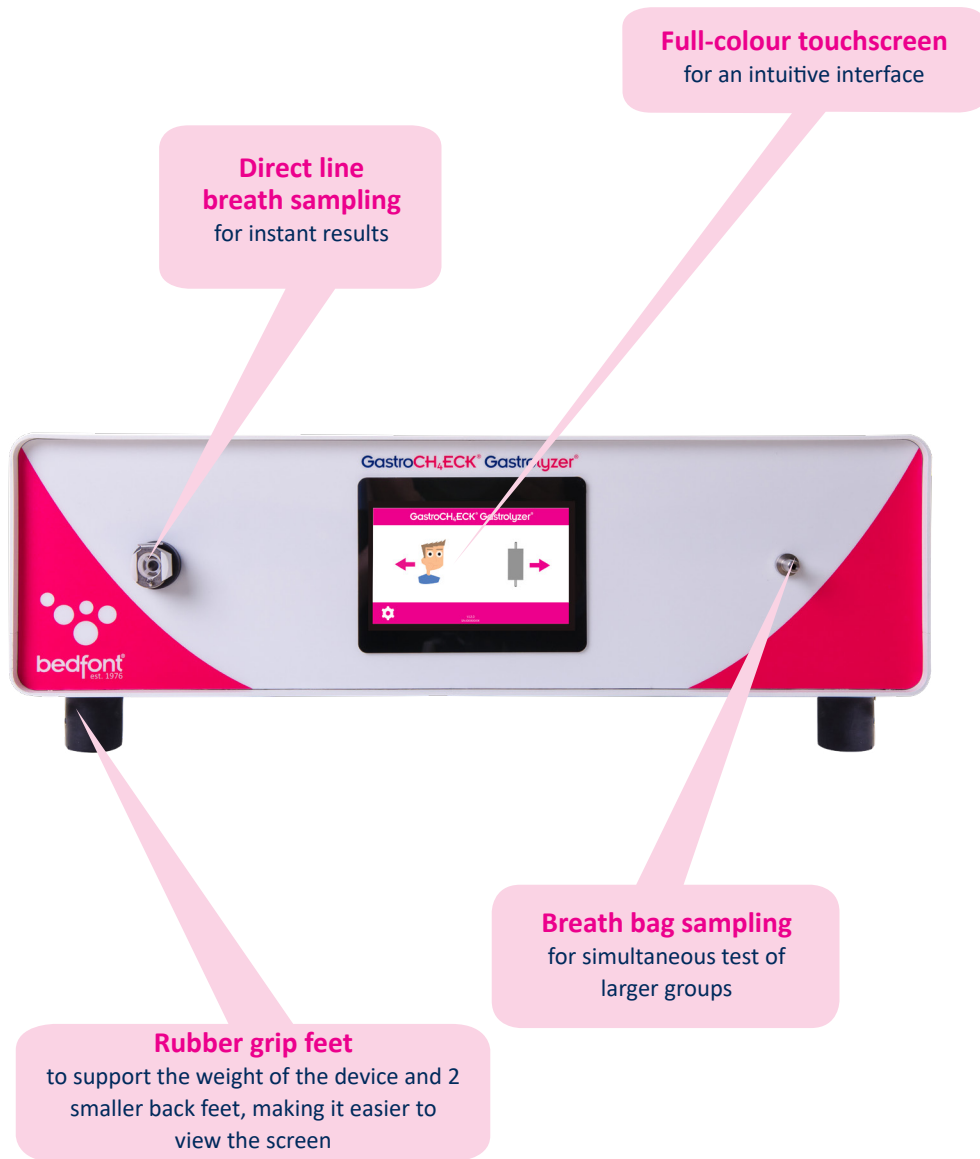 Full-colour touchscreen
for an intuitive interface
Direct line
breath sampling
for instant results
GastroCH₄ECK® Gastrolyzer®
GastroCH₄ECK® Gastrolyzer®
bedfont®
est. 1976
Breath bag sampling
for simultaneous test of
larger groups
Rubber grip feet
to support the weight of the device and 2
smaller back feet, making it easier to
view the screen